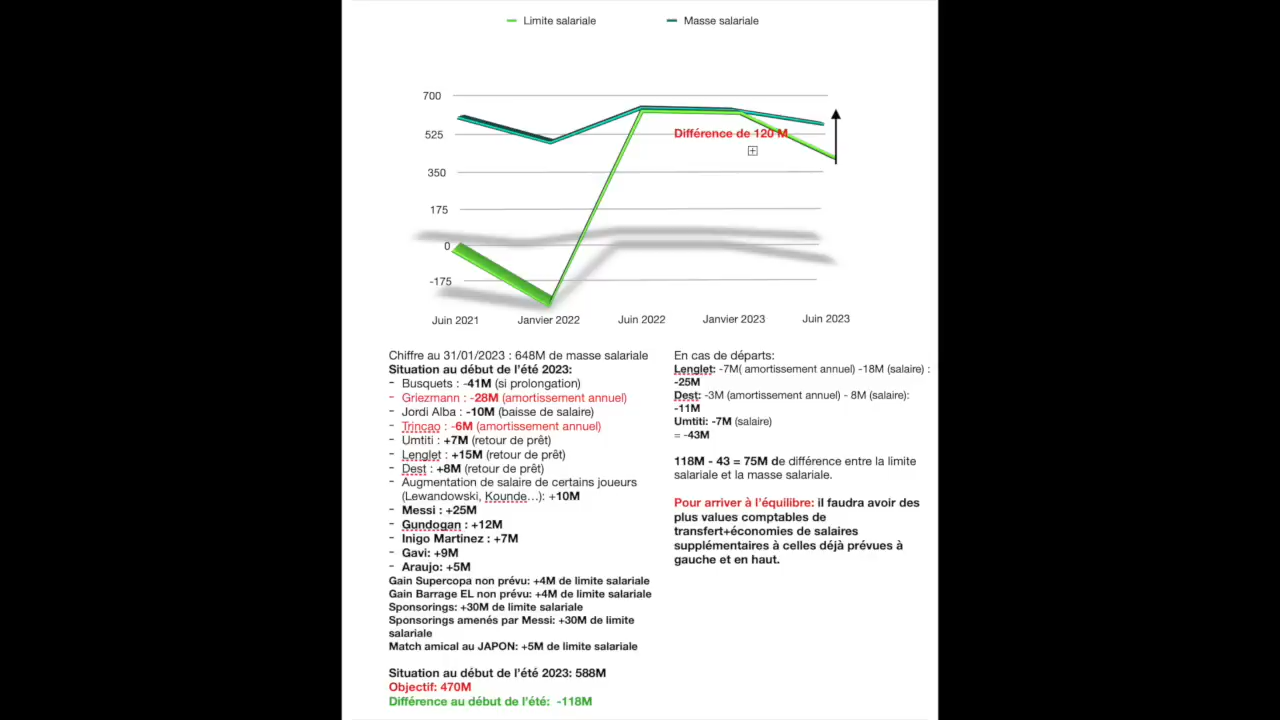 Limite salariale
Masse salariale
700
525
350
175
0
-175
Différence de 120 M
Juin 2021
Janvier 2022
Juin 2022
Janvier 2023
Juin 2023
Chiffre au 31/01/2023 : 648M de masse salariale
Situation au début de l'été 2023:
- Busquets : -41M (si prolongation)
- Griezmann : -28M (amortissement annuel)
- Jordi Alba : -10M (baisse de salaire)
- Trincao : -6M (amortissement annuel)
- Umtiti : +7M (retour de prêt)
- Lenglet : +15M (retour de prêt)
- Dest : +8M (retour de prêt)
- Augmentation de salaire de certains joueurs
(Lewandowski, Kounde…): +10M
- Messi : +25M
- Gundogan : +12M
- Inigo Martinez : +7M
- Gavi: +9M
- Araujo: +5M
Gain Supercopa non prévu: +4M de limite salariale
Gain Barrage EL non prévu: +4M de limite salariale
Sponsorings: +30M de limite salariale
Sponsorings amenés par Messi: +30M de limite
salariale
Match amical au JAPON: +5M de limite salariale
Situation au début de l'été 2023: 588M
Objectif: 470M
Différence au début de l'été: -118M
En cas de départs:
Lenglet: -7M( amortissement annuel) -18M (salaire) :
-25M
Dest: -3M (amortissement annuel) - 8M (salaire):
-11M
Umtiti: -7M (salaire)
= -43M
118M - 43 = 75M de différence entre la limite
salariale et la masse salariale.
Pour arriver à l'équilibre: il faudra avoir des
plus values comptables de
transfert+économies de salaires
supplémentaires à celles déjà prévues à
gauche et en haut.